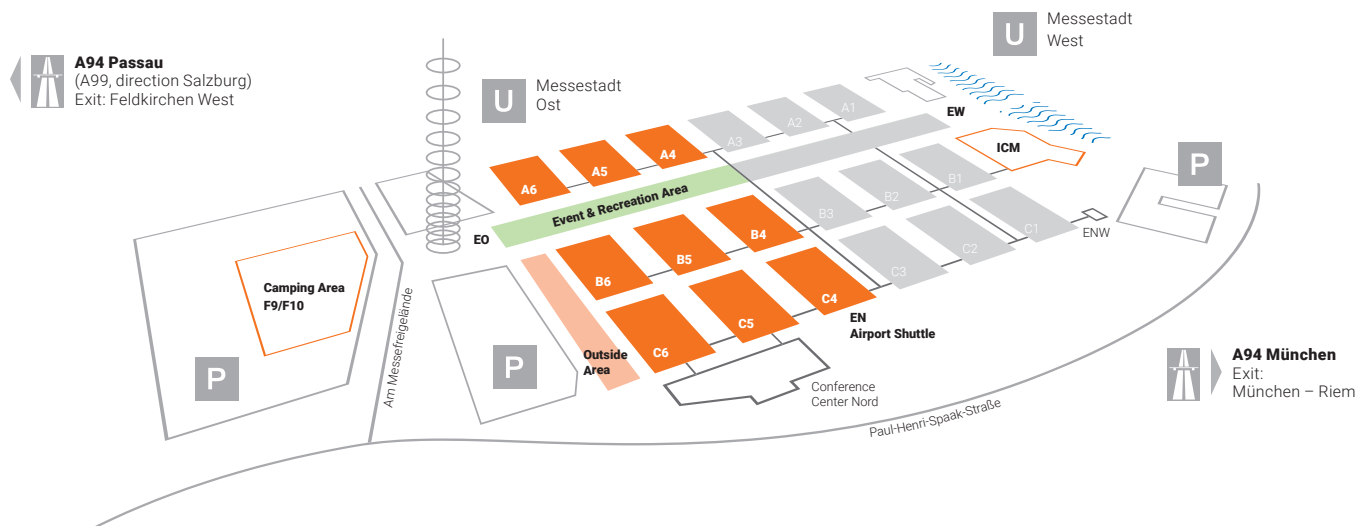 U
Messestadt
West
A94 Passau
(A99, direction Salzburg)
Exit: Feldkirchen West
U
Messestadt
Ost
A1
A2
A3
A4
A5
A6
EW
ICM
P
Event & Recreation Area
EO
B1
B2
B3
B4
B5
B6
C1
C2
C3
C4
C5
C6
ENW
Camping Area
F9/F10
Am Messefreigelände
P
P
Outside
Area
EN
Airport Shuttle
Conference
Center Nord
Paul-Henri-Spaak-Straße
A94 München
Exit:
München – Riem